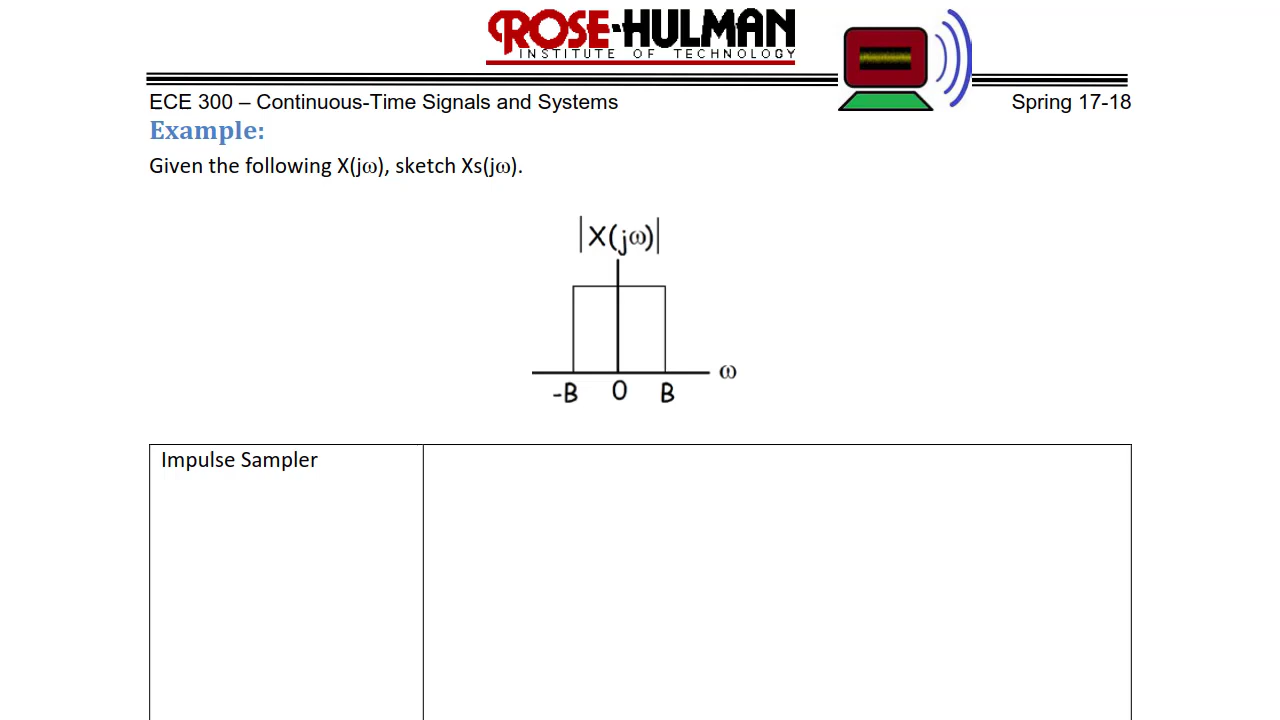 ROSE-HULMAN
INSTITUTE OF TECHNOLOGY
ECE 300 – Continuous-Time Signals and Systems Spring 17-18
Example:
Given the following X(jω), sketch Xs(jω).
|X(jω)|
ω
-B 0 B
Impulse Sampler